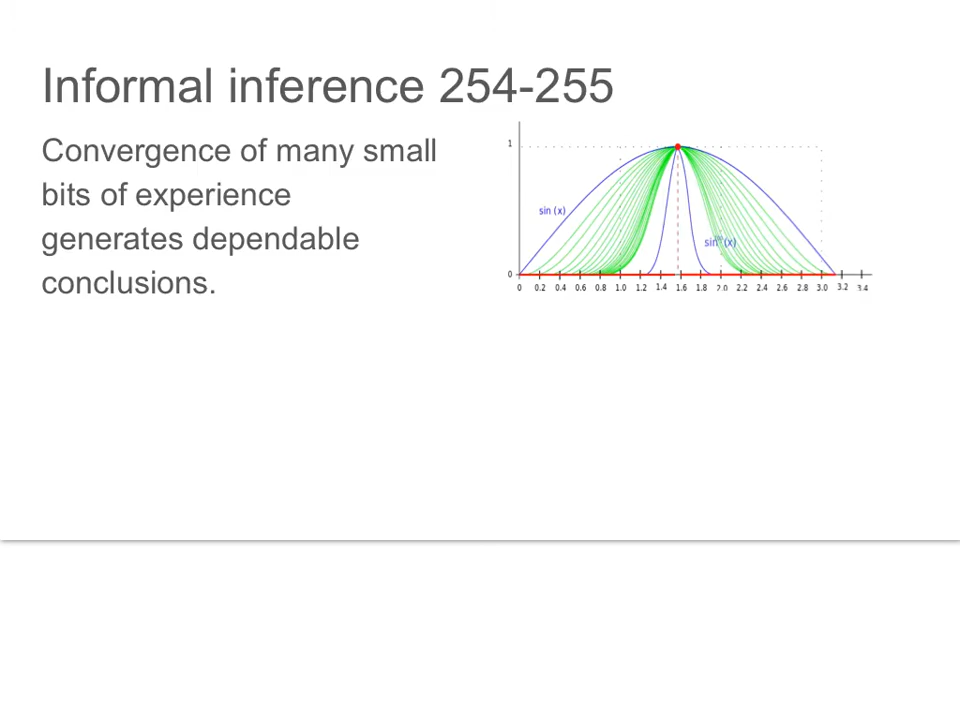 Informal inference 254-255
Convergence of many small
bits of experience
generates dependable
conclusions.
1
sin (x)
(x)
0
0 0.2 0.4 0.6 0.8 1.0 1.2 1.4 1.6 1.8 2.0 2.2 2.4 2.6 2.8 3.0 3.2 3.4